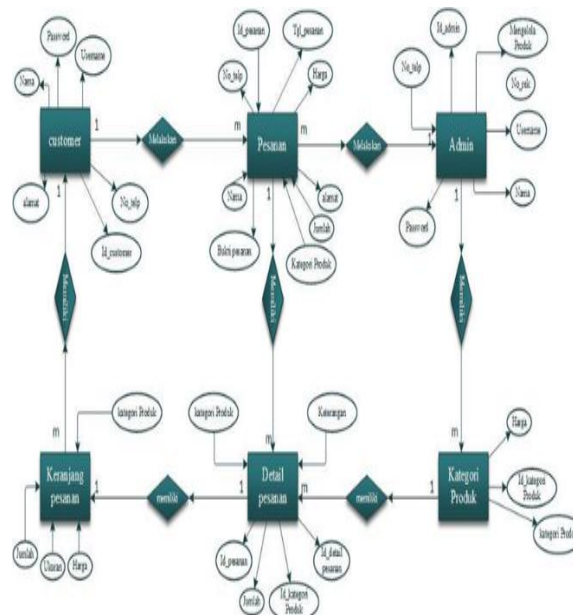 Password
Username
Nama
customer
alamat
No_telp
Id_customer
1
1
Melakukan
Id_pesanan
Tgl_pesanan
No_telp
Harga
m
Pesanan
m
Nama
alamat
Jumlah
Bukti pesanan
Kategori Produk
1
Melakukan
Id_admin
Mengelola
Produk
No_telp
No_rek
Username
1
Admin
Nama
Password
1
Memiliki
Memiliki
Memiliki
m
kategori Produk
Keranjang
pesanan
1
Jumlah
Ukuran
Harga
memiliki
kategori Produk
Keterangan
m
1
Detail
pesanan
m
Id_pesanan
Jumlah
Id_kategori
Produk
Id_detail
pesanan
memiliki
m
1
Kategori
Produk
Harga
Id_kategori
Produk
kategori Produk